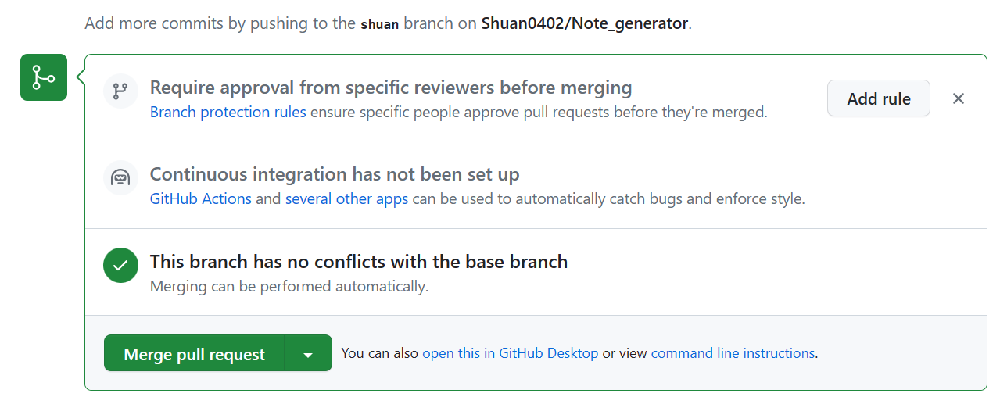 Add more commits by pushing to the shuan branch on Shuan0402/Note_generator.
Require approval from specific reviewers before merging
Branch protection rules ensure specific people approve pull requests before they're merged.
Add rule
Continuous integration has not been set up
GitHub Actions and several other apps can be used to automatically catch bugs and enforce style.
This branch has no conflicts with the base branch
Merging can be performed automatically.
Merge pull request
You can also open this in GitHub Desktop or view command line instructions.